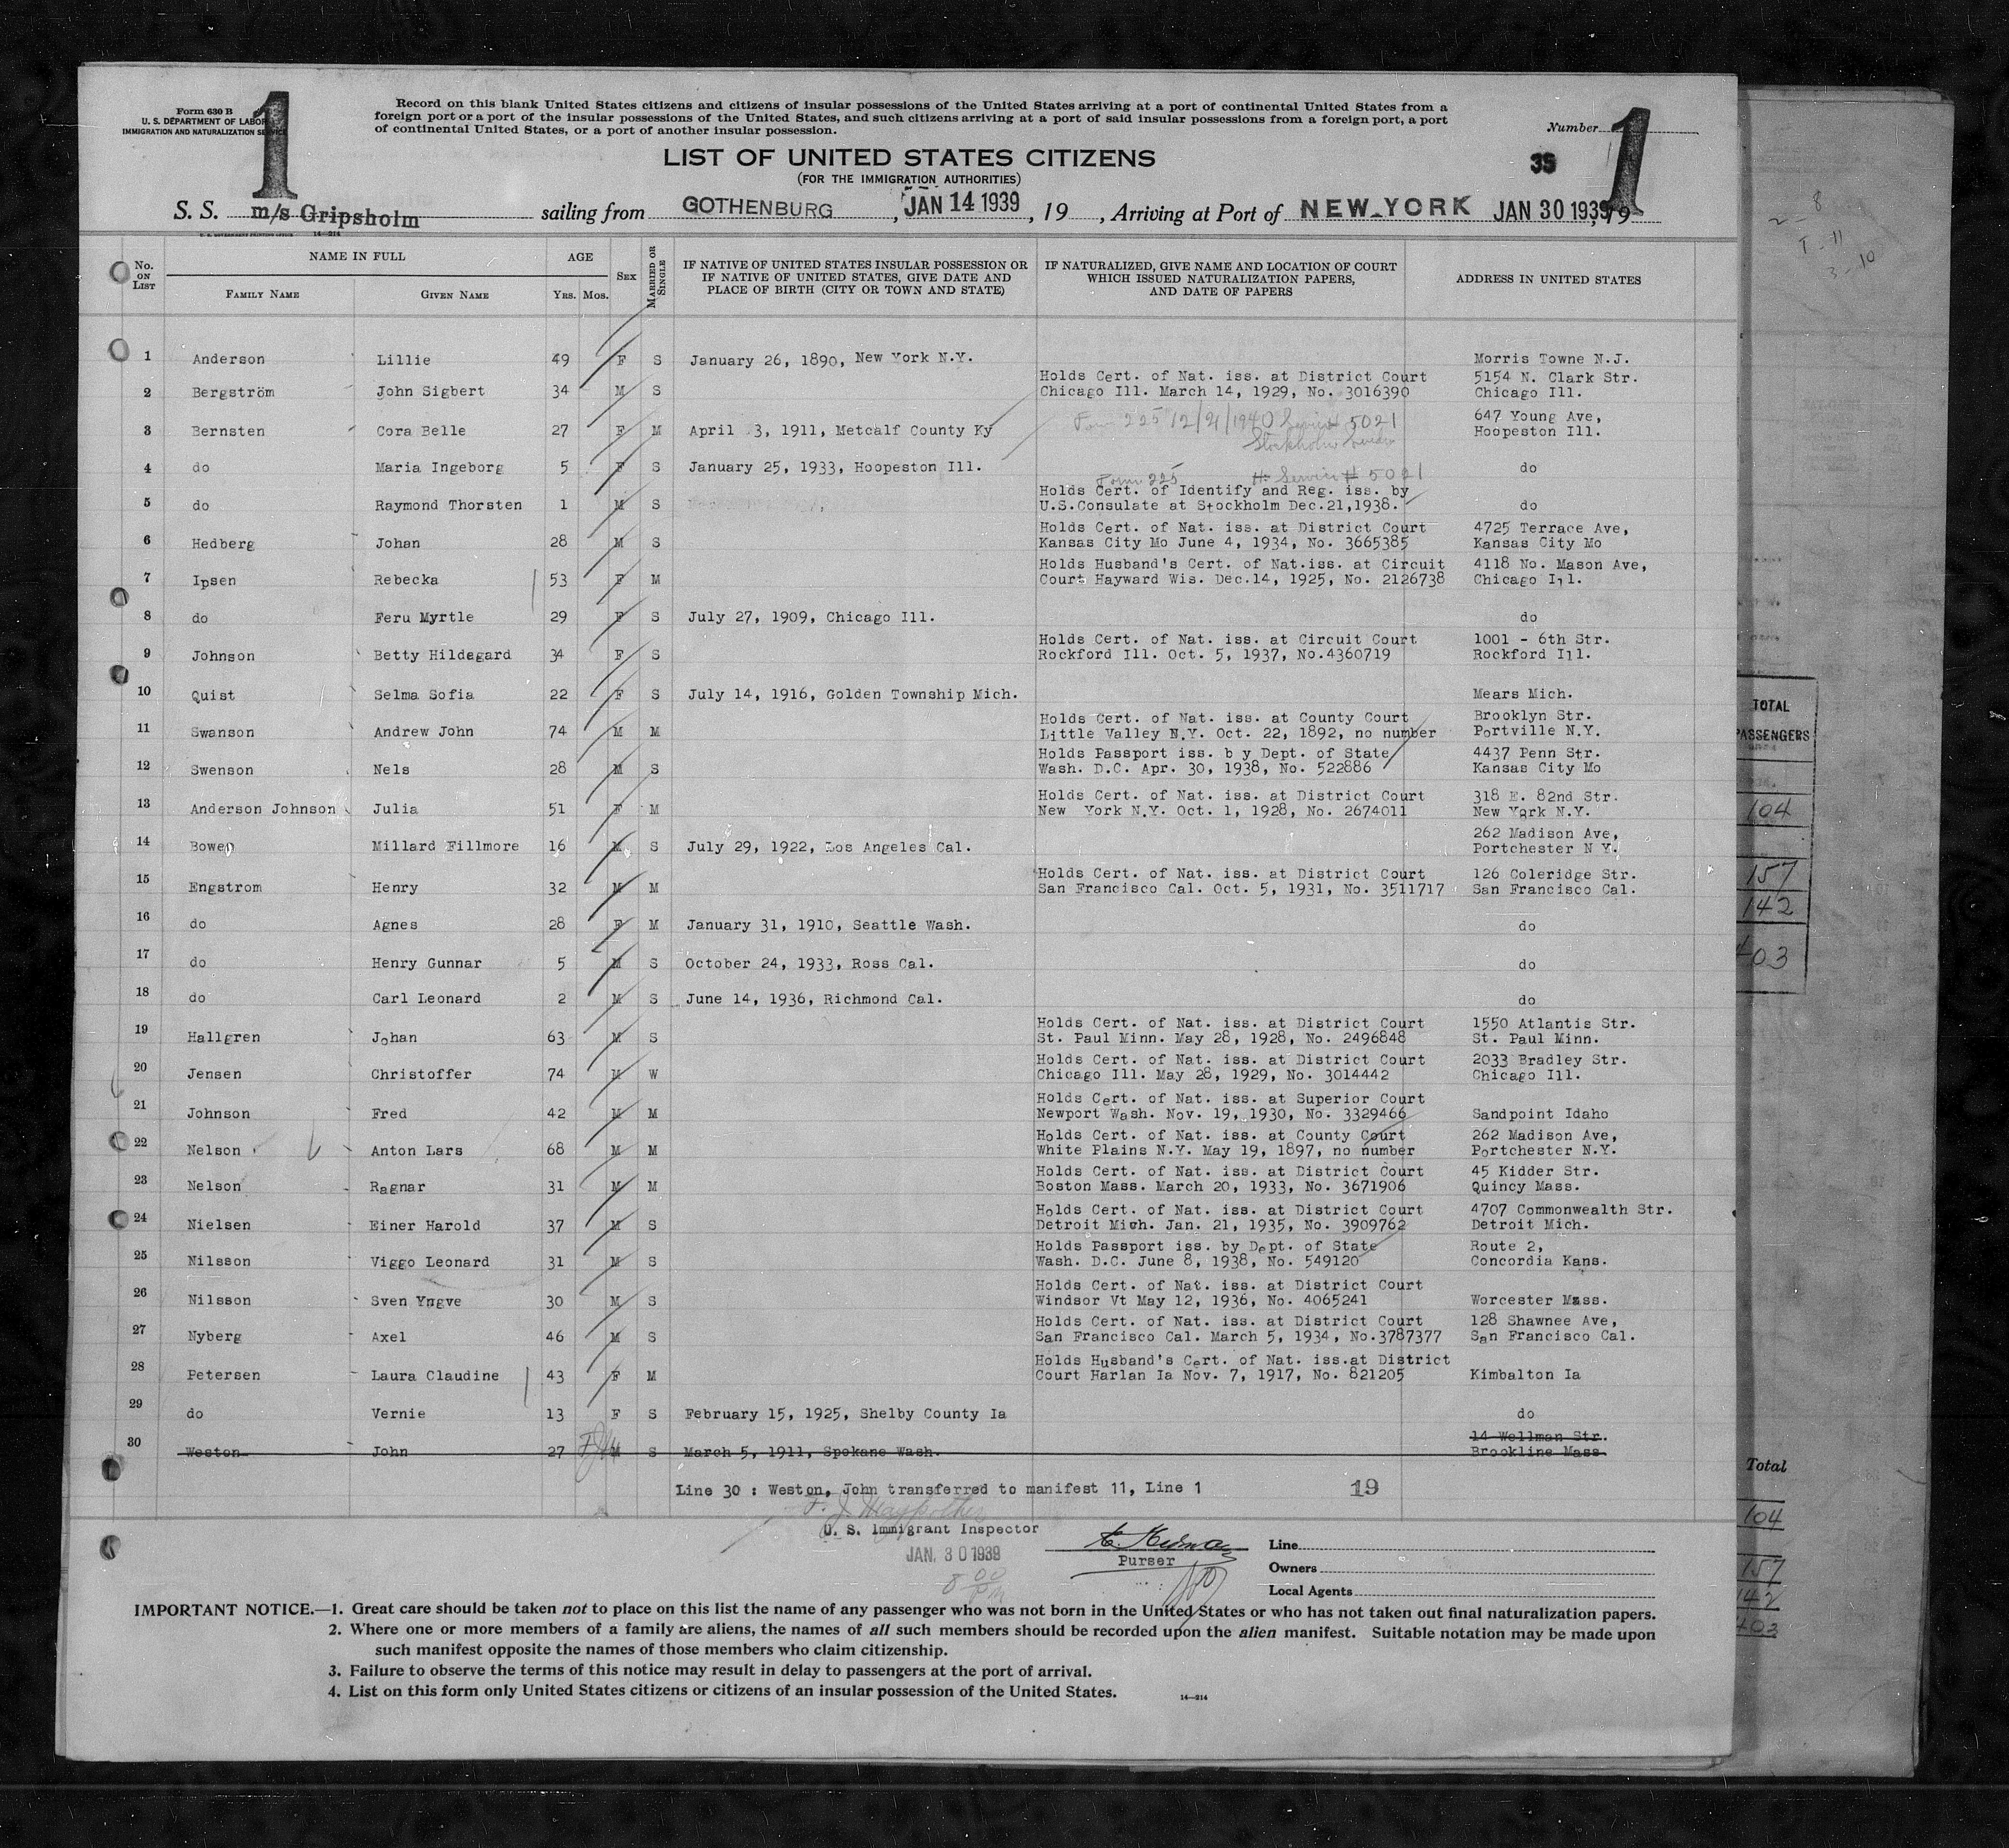 Form 630 B
U. S. DEPARTMENT OF LABOR
IMMIGRATION AND NATURALIZATION SERVICE
1
Record on this blank United States citizens and citizens of insular possessions of the United States arriving at a port of continental United States from a
foreign port or a port of the insular possessions of the United States, and such citizens arriving at a port of said insular possessions from a foreign port, a port
of continental United States, or a port of another insular possession.
Number 1
LIST OF UNITED STATES CITIZENS
(FOR THE IMMIGRATION AUTHORITIES)
35
S. S. m/s Gripsholm sailing from GOTHENBURG, JAN 14 1939, 19 , Arriving at Port of NEW YORK JAN 30 1939, 19
No. ON LIST NAME IN FULL AGE SEX MARRIED OR SINGLE
FAMILY NAME GIVEN NAME YRS. MOS.
IF NATIVE OF UNITED STATES INSULAR POSSESSION OR
IF NATIVE OF UNITED STATES, GIVE DATE AND
PLACE OF BIRTH (CITY OR TOWN AND STATE)
IF NATURALIZED, GIVE NAME AND LOCATION OF COURT
WHICH ISSUED NATURALIZATION PAPERS,
AND DATE OF PAPERS
ADDRESS IN UNITED STATES
1 Anderson Lillie 49 F S January 26, 1890, New York N.Y. Morris Towne N.J.
Holds Cert. of Nat. iss. at District Court 5154 N. Clark Str.
2 Bergström John Sigbert 34 M S Chicago Ill. March 14, 1929, No. 3016390 Chicago Ill.
Form 225 12/21/1940 Service 5021 647 Young Ave,
3 Bernsten Cora Belle 27 F M April 3, 1911, Metcalf County Ky Stockholm Hoopeston Ill.
4 do Maria Ingeborg 5 F S January 25, 1933, Hoopeston Ill. do
Form 225 Service # 5021
Holds Cert. of Identify and Reg. iss. by
5 do Raymond Thorsten 1 M S U.S.Consulate at Stockholm Dec.21,1938. do
Holds Cert. of Nat. iss. at District Court 4725 Terrace Ave,
6 Hedberg Johan 28 M S Kansas City Mo June 4, 1934, No. 3665385 Kansas City Mo
Holds Husband's Cert. of Nat.iss. at Circuit 4118 No. Mason Ave,
7 Ipsen Rebecka 53 F M Court Hayward Wis. Dec.14, 1925, No. 2126738 Chicago Ill.
8 do Feru Myrtle 29 F S July 27, 1909, Chicago Ill. do
Holds Cert. of Nat. iss. at Circuit Court 1001 - 6th Str.
9 Johnson Betty Hildegard 34 F S Rockford Ill. Oct. 5, 1937, No.4360719 Rockford Ill.
10 Quist Selma Sofia 22 F S July 14, 1916, Golden Township Mich. Mears Mich.
Holds Cert. of Nat. iss. at County Court Brooklyn Str.
11 Swanson Andrew John 74 M M Little Valley N.Y. Oct. 22, 1892, no number Portville N.Y.
Holds Passport iss. by Dept. of State 4437 Penn Str.
12 Swenson Nels 28 M S Wash. D.C. Apr. 30, 1938, No. 522886 Kansas City Mo
Holds Cert. of Nat. iss. at District Court 318 E. 82nd Str.
13 Anderson Johnson Julia 51 F M New York N.Y. Oct. 1, 1928, No. 2674011 New York N.Y.
262 Madison Ave,
14 Bowen Millard Fillmore 16 M S July 29, 1922, Los Angeles Cal. Portchester N Y.
Holds Cert. of Nat. iss. at District Court 126 Coleridge Str.
15 Engstrom Henry 32 M M San Francisco Cal. Oct. 5, 1931, No. 3511717 San Francisco Cal.
16 do Agnes 28 F M January 31, 1910, Seattle Wash. do
17 do Henry Gunnar 5 M S October 24, 1933, Ross Cal. do
18 do Carl Leonard 2 M S June 14, 1936, Richmond Cal. do
Holds Cert. of Nat. iss. at District Court 1550 Atlantis Str.
19 Hallgren Johan 63 M S St. Paul Minn. May 28, 1928, No. 2496848 St. Paul Minn.
Holds Cert. of Nat. iss. at District Court 2033 Bradley Str.
20 Jensen Christoffer 74 M W Chicago Ill. May 28, 1929, No. 3014442 Chicago Ill.
Holds Cert. of Nat. iss. at Superior Court
21 Johnson Fred 42 M M Newport Wash. Nov. 19, 1930, No. 3329466 Sandpoint Idaho
Holds Cert. of Nat. iss. at County Court 262 Madison Ave,
22 Nelson Anton Lars 68 M M White Plains N.Y. May 19, 1897, no number Portchester N.Y.
Holds Cert. of Nat. iss. at District Court 45 Kidder Str.
23 Nelson Ragnar 31 M M Boston Mass. March 20, 1933, No. 3671906 Quincy Mass.
Holds Cert. of Nat. iss. at District Court 4707 Commonwealth Str.
24 Nielsen Einer Harold 37 M S Detroit Mich. Jan. 21, 1935, No. 3909762 Detroit Mich.
Holds Passport iss. by Dept. of State Route 2,
25 Nilsson Viggo Leonard 31 M S Wash. D.C. June 8, 1938, No. 549120 Concordia Kans.
Holds Cert. of Nat. iss. at District Court
26 Nilsson Sven Yngve 30 M S Windsor Vt May 12, 1936, No. 4065241 Worcester Mass.
Holds Cert. of Nat. iss. at District Court 128 Shawnee Ave,
27 Nyberg Axel 46 M S San Francisco Cal. March 5, 1934, No.3787377 San Francisco Cal.
Holds Husband's Cert. of Nat. iss.at District
28 Petersen Laura Claudine 43 F M Court Harlan Ia Nov. 7, 1917, No. 821205 Kimbalton Ia
29 do Vernie 13 F S February 15, 1925, Shelby County Ia do
14 Wellman Str.
30 Weston John 27 M S March 5, 1911, Spokane Wash. Brookline Mass
Line 30 : Weston, John transferred to manifest 11, Line 1 19
U. S. Immigrant Inspector
JAN. 30 1939
8 00 PM
Purser
Line
Owners
Local Agents
IMPORTANT NOTICE.—1. Great care should be taken not to place on this list the name of any passenger who was not born in the United States or who has not taken out final naturalization papers.
2. Where one or more members of a family are aliens, the names of all such members should be recorded upon the alien manifest. Suitable notation may be made upon
such manifest opposite the names of those members who claim citizenship.
3. Failure to observe the terms of this notice may result in delay to passengers at the port of arrival.
4. List on this form only United States citizens or citizens of an insular possession of the United States.
14—214
2 - 8
1 - 11
3 - 10
TOTAL
PASSENGERS
104
157
142
403
Total
104
157
142
403